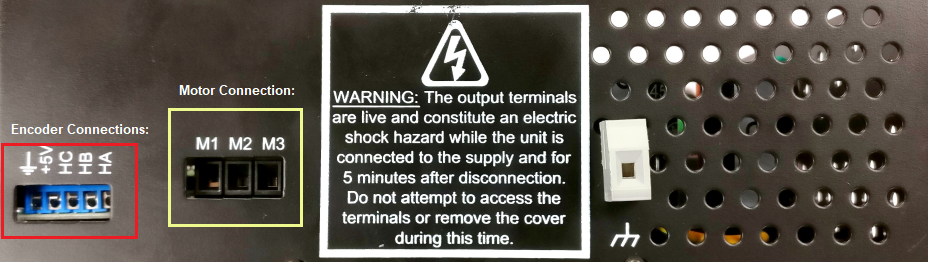 Encoder Connections:
+5V
HC
HB
HA
Motor Connection:
M1 M2 M3
WARNING: The output terminals
are live and constitute an electric
shock hazard while the unit is
connected to the supply and for
5 minutes after disconnection.
Do not attempt to access the
terminals or remove the cover
during this time.